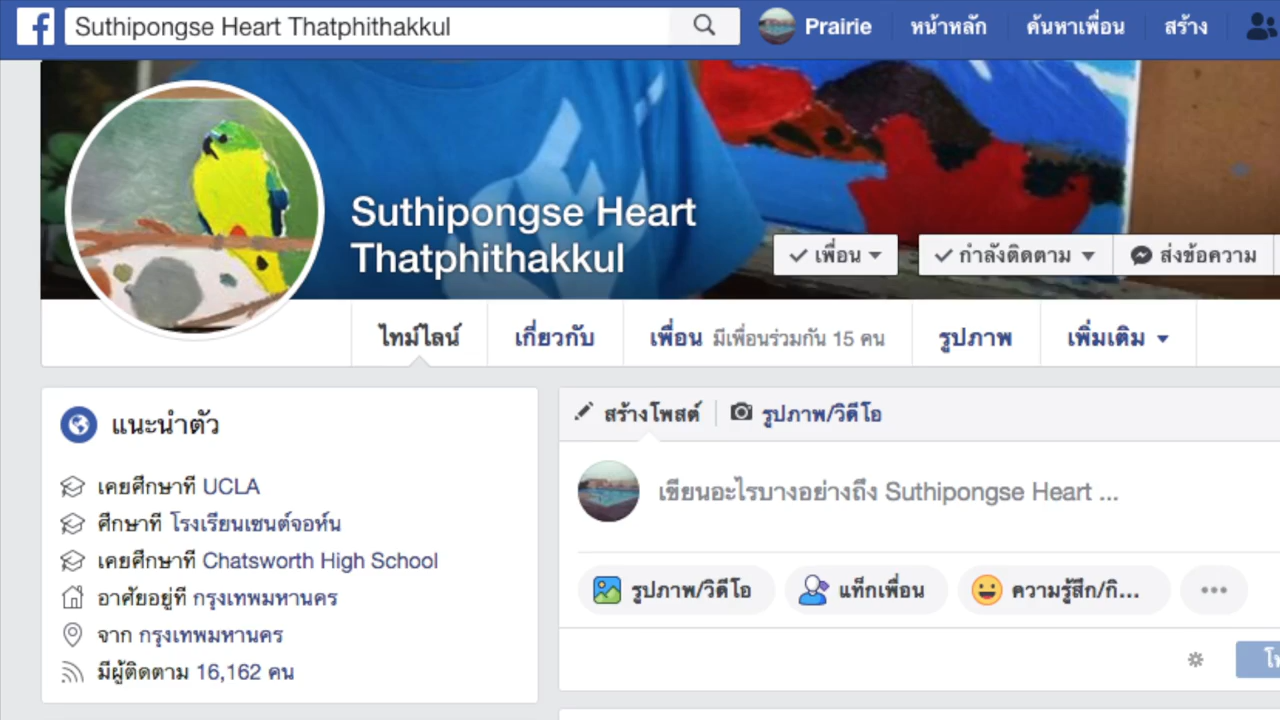 f Suthipongse Heart Thatphithakkul Prairie หน้าหลัก ค้นหาเพื่อน สร้าง
Suthipongse Heart
Thatphithakkul
เพื่อน กำลังติดตาม ส่งข้อความ
ไทม์ไลน์ เกี่ยวกับ เพื่อน มีเพื่อนร่วมกัน 15 คน รูปภาพ เพิ่มเติม
แนะนำตัว
เคยศึกษาที่ UCLA
ศึกษาที่ โรงเรียนเซนต์จอห์น
เคยศึกษาที่ Chatsworth High School
อาศัยอยู่ที่ กรุงเทพมหานคร
จาก กรุงเทพมหานคร
มีผู้ติดตาม 16,162 คน
สร้างโพสต์ รูปภาพ/วิดีโอ
เขียนอะไรบางอย่างถึง Suthipongse Heart ...
รูปภาพ/วิดีโอ แท็กเพื่อน ความรู้สึก/กิ...